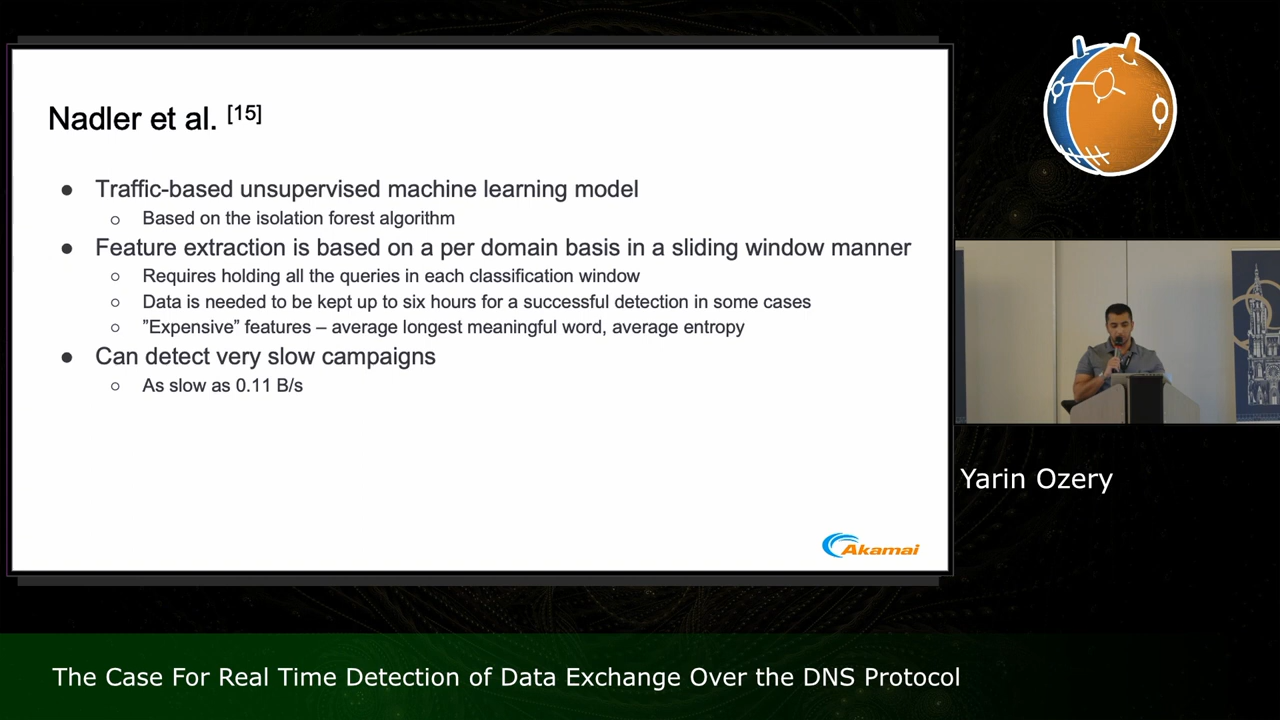 Nadler et al. [15]
● Traffic-based unsupervised machine learning model
○ Based on the isolation forest algorithm
● Feature extraction is based on a per domain basis in a sliding window manner
○ Requires holding all the queries in each classification window
○ Data is needed to be kept up to six hours for a successful detection in some cases
○ ”Expensive” features – average longest meaningful word, average entropy
● Can detect very slow campaigns
○ As slow as 0.11 B/s
Akamai
Yarin Ozery
The Case For Real Time Detection of Data Exchange Over the DNS Protocol